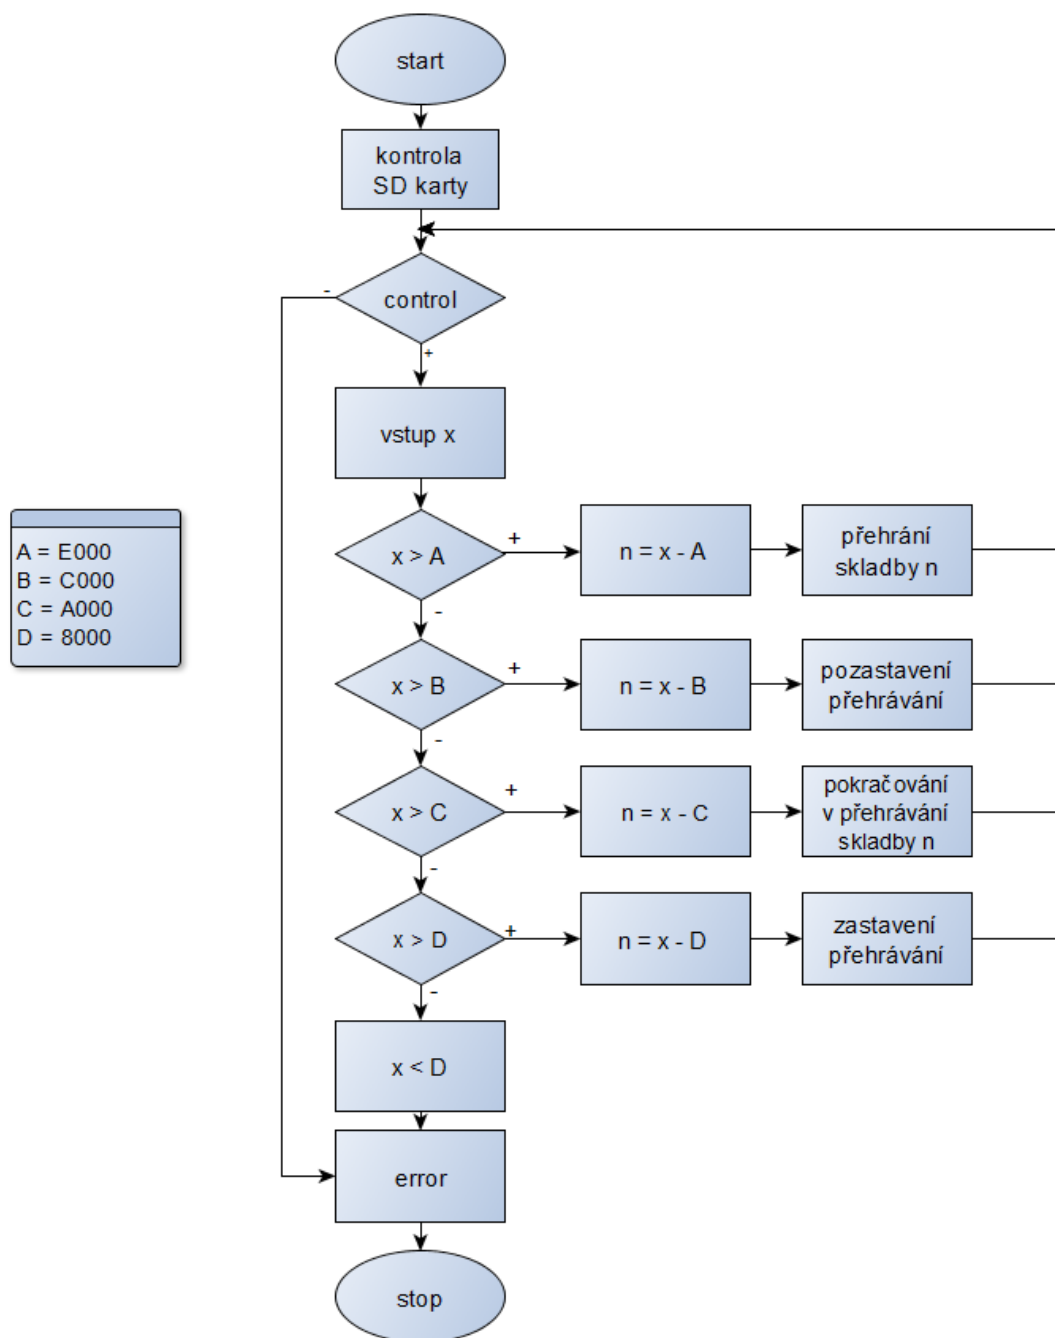 start
kontrola
SD karty
control
-
+
vstup x
A = E000
B = C000
C = A000
D = 8000
x > A
+
n = x - A
přehrání
skladby n
-
x > B
+
n = x - B
pozastavení
přehrávání
-
x > C
+
n = x - C
pokračování
v přehrávání
skladby n
-
x > D
+
n = x - D
zastavení
přehrávání
-
x < D
error
stop